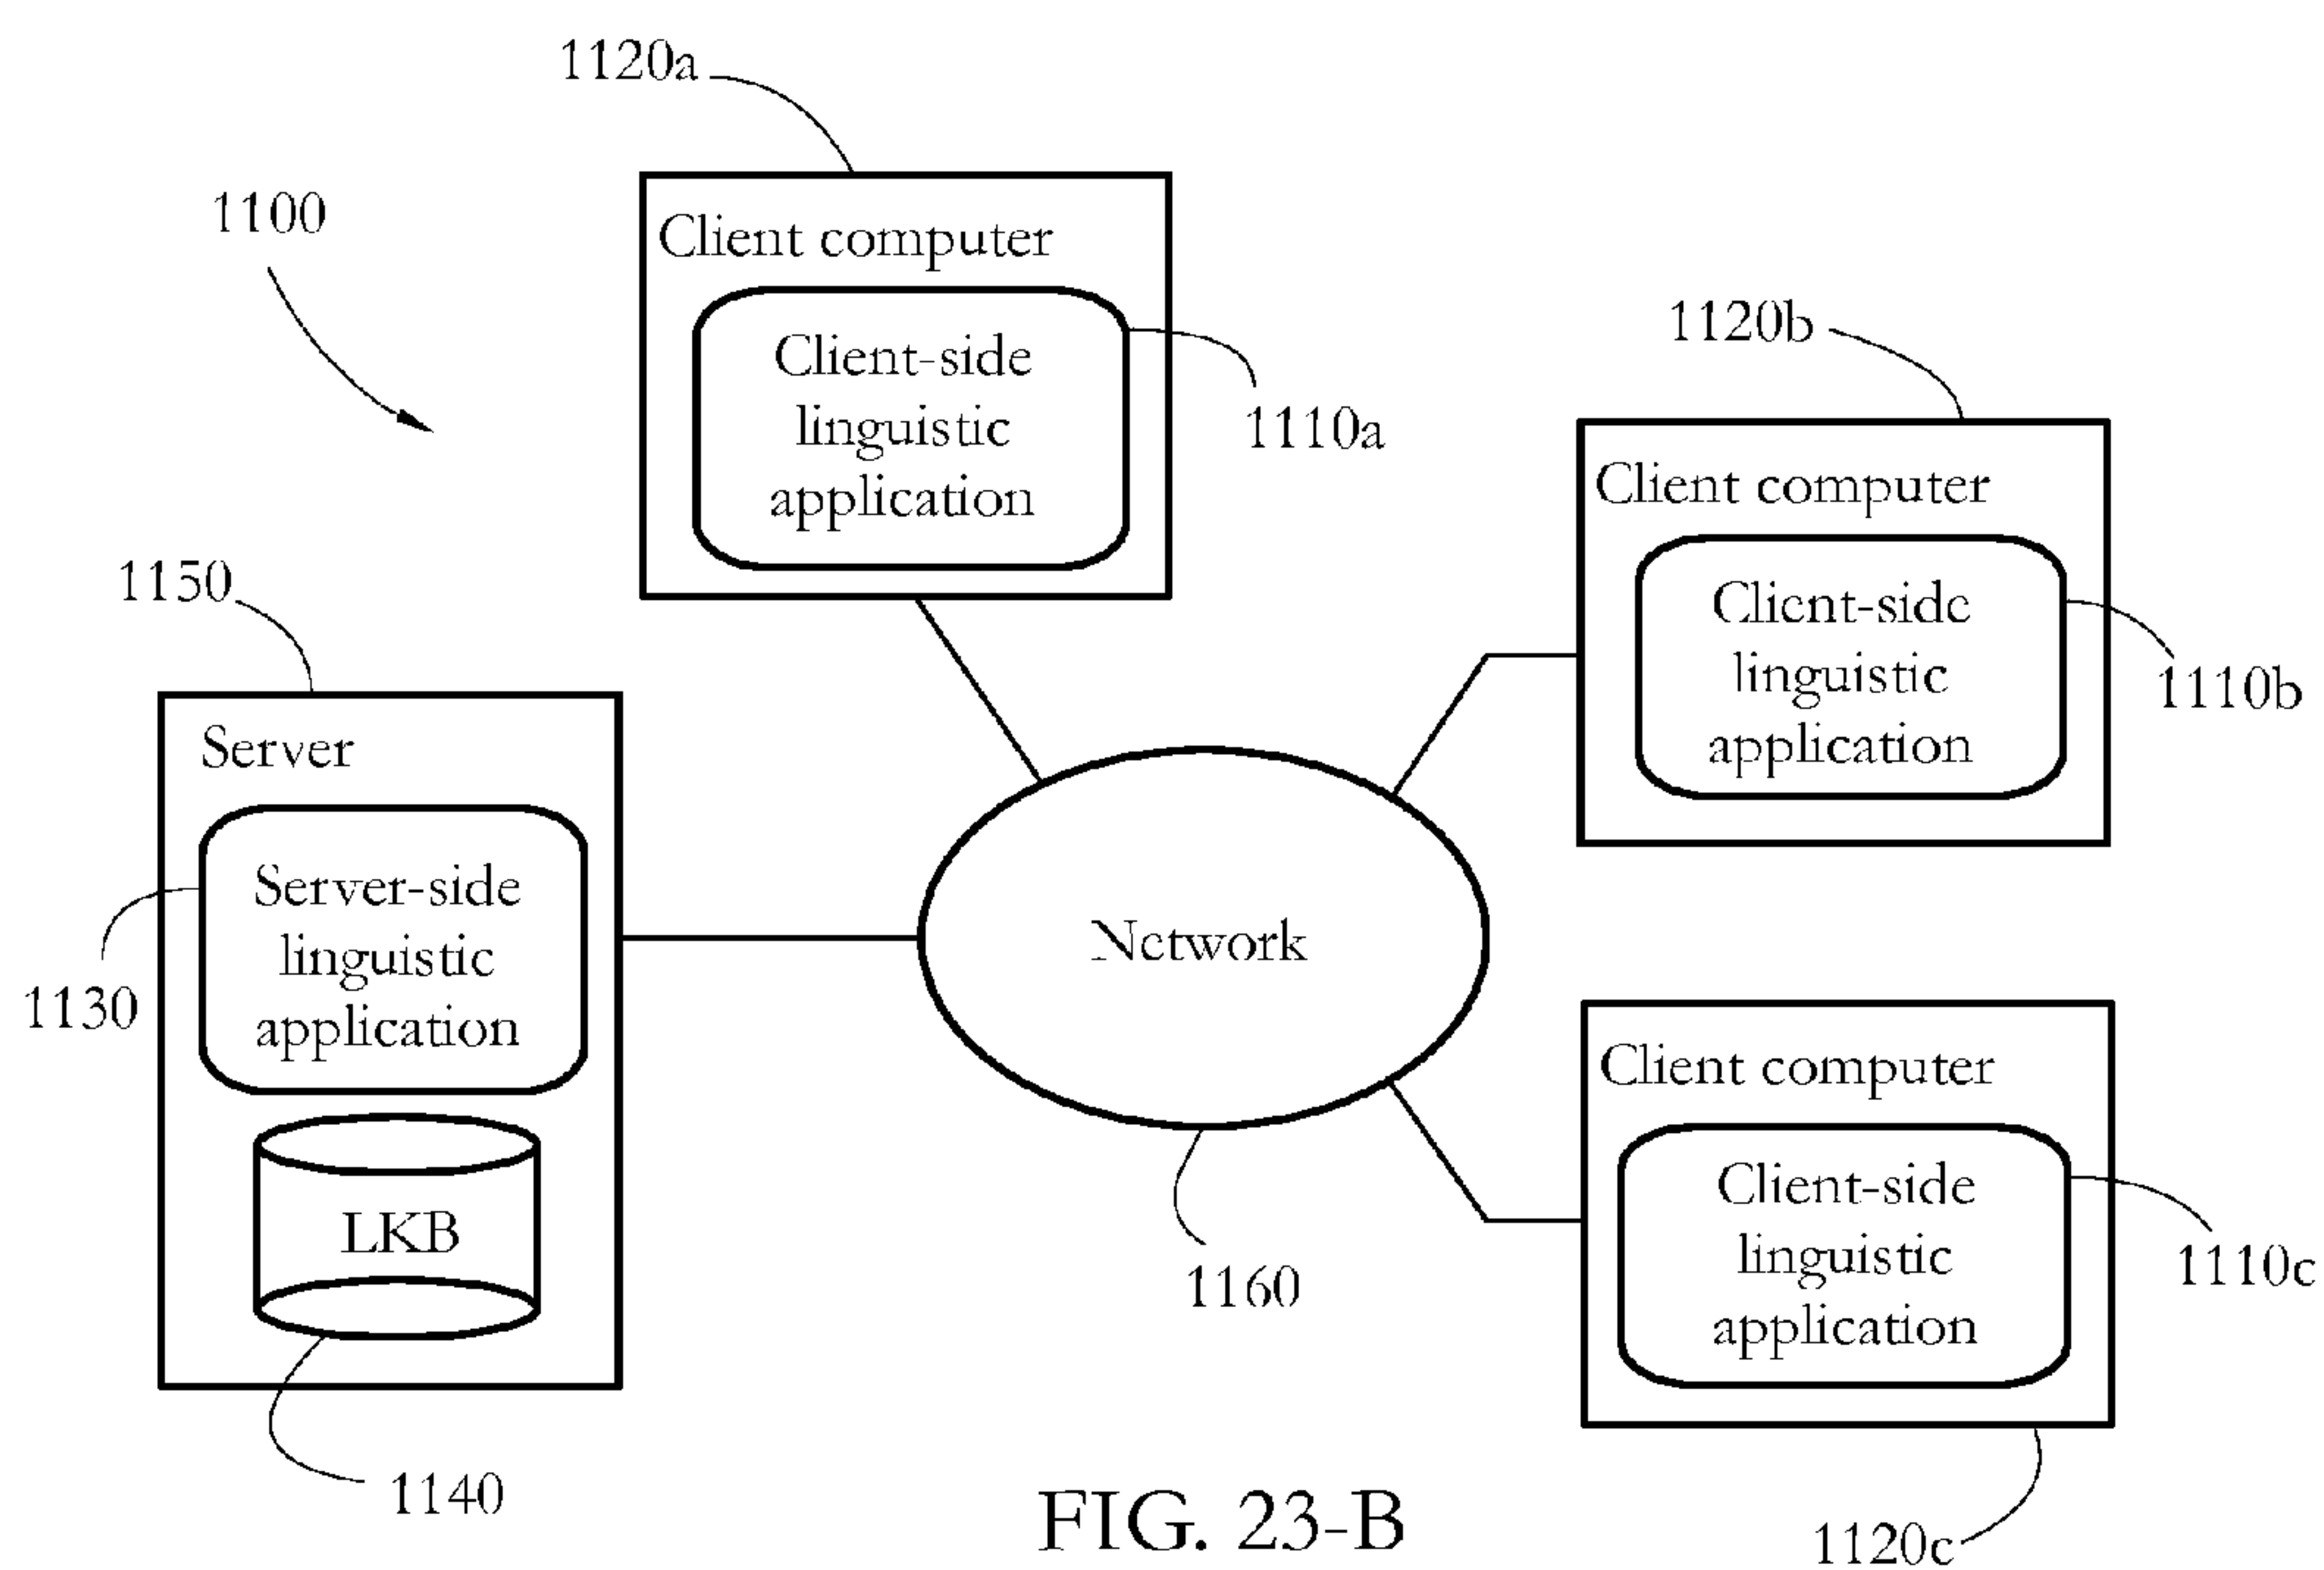 1120a
1100
Client computer
Client-side
linguistic
application
1110a
1120b
Client computer
Client-side
linguistic
application
1110b
1150
Server
Server-side
linguistic
application
1130
LKB
1140
Network
1160
Client computer
Client-side
linguistic
application
1110c
1120c
FIG. 23-B